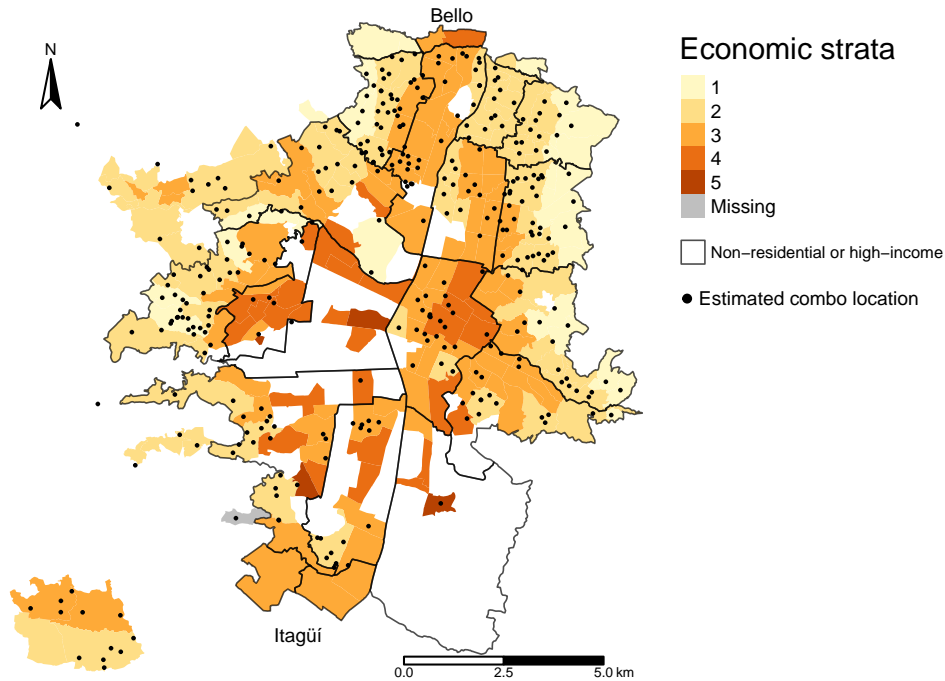 Bello
N
Economic strata
1
2
3
4
5
Missing
Non−residential or high−income
Estimated combo location
Itagüí
0.0 2.5 5.0 km